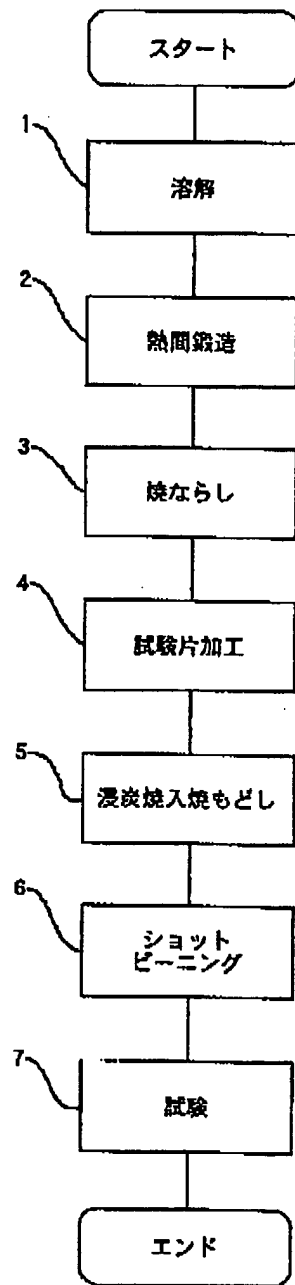 スタート
1
溶解
2
熱間鍛造
3
焼ならし
4
試験片加工
5
浸炭焼入焼もどし
6
ショット
ピーニング
7
試験
エンド